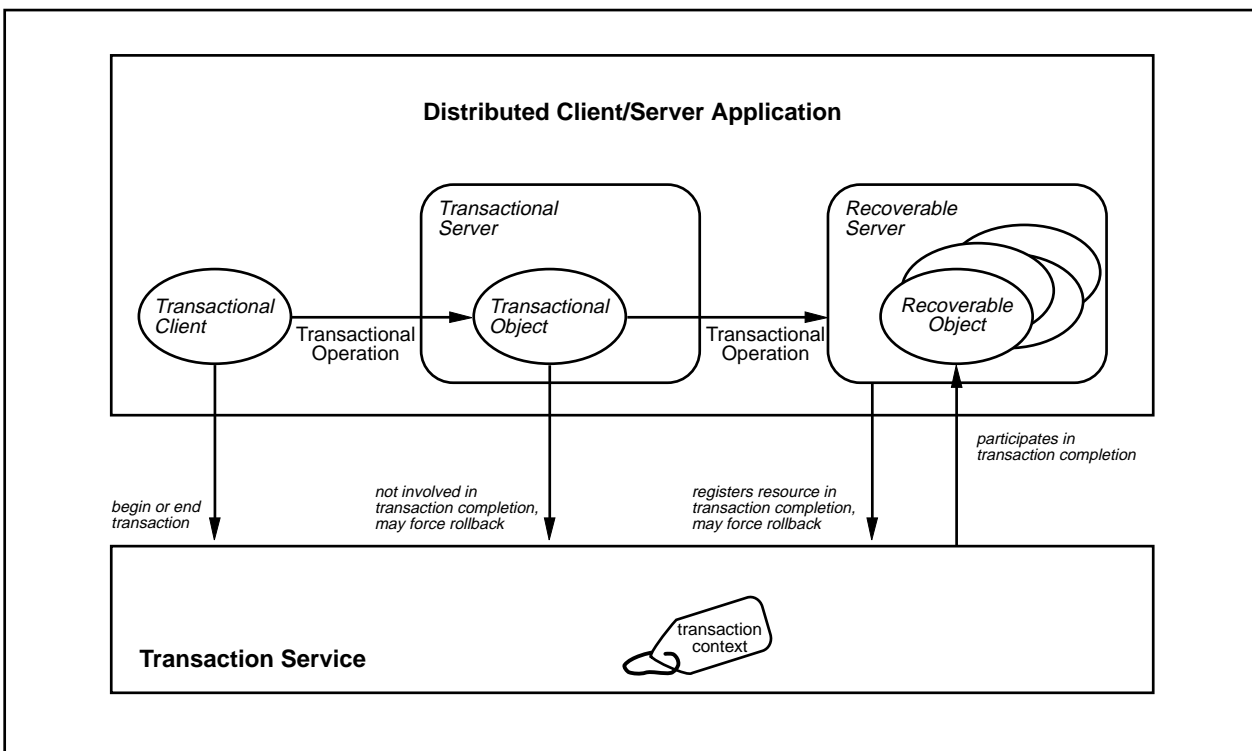 Distributed Client/Server Application
Transactional
Server
Recoverable
Server
Transactional
Client
Transactional
Operation
Transactional
Object
Transactional
Operation
Recoverable
Object
begin or end
transaction
not involved in
transaction completion,
may force rollback
registers resource in
transaction completion,
may force rollback
participates in
transaction completion
Transaction Service
transaction
context